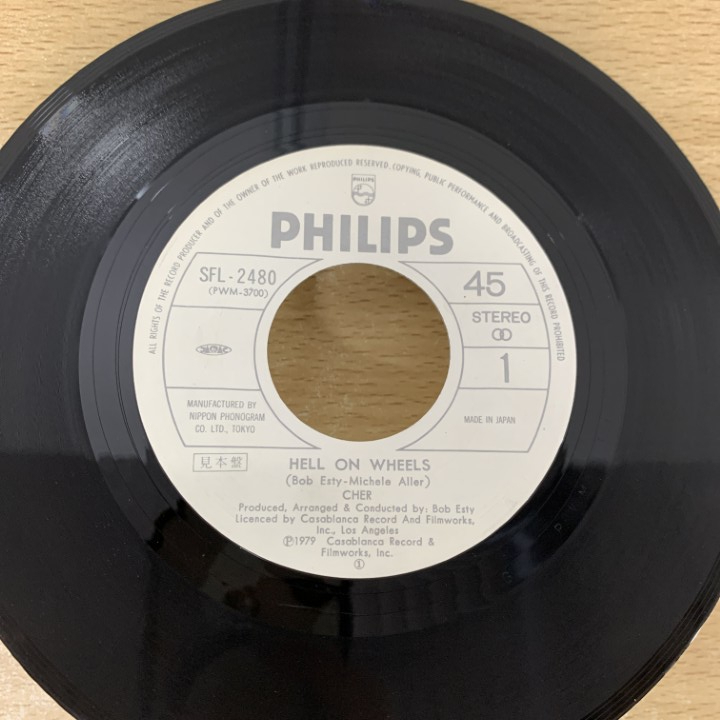 ALL RIGHTS OF THE RECORD PRODUCER AND OF THE OWNER OF THE WORK REPRODUCED RESERVED. COPYING, PUBLIC PERFORMANCE AND BROADCASTING OF THIS RECORD PROHIBITED
PHILIPS
PHILIPS
SFL-2480
(PWM-3700)
45
STEREO
1
MANUFACTURED BY
NIPPON PHONOGRAM
CO. LTD., TOKYO
MADE IN JAPAN
見本盤
HELL ON WHEELS
(Bob Esty-Michele Aller)
CHER
Produced, Arranged & Conducted by: Bob Esty
Licenced by Casablanca Record And Filmworks,
Inc., Los Angeles
Ⓟ1979 Casablanca Record &
Filmworks, Inc.
①